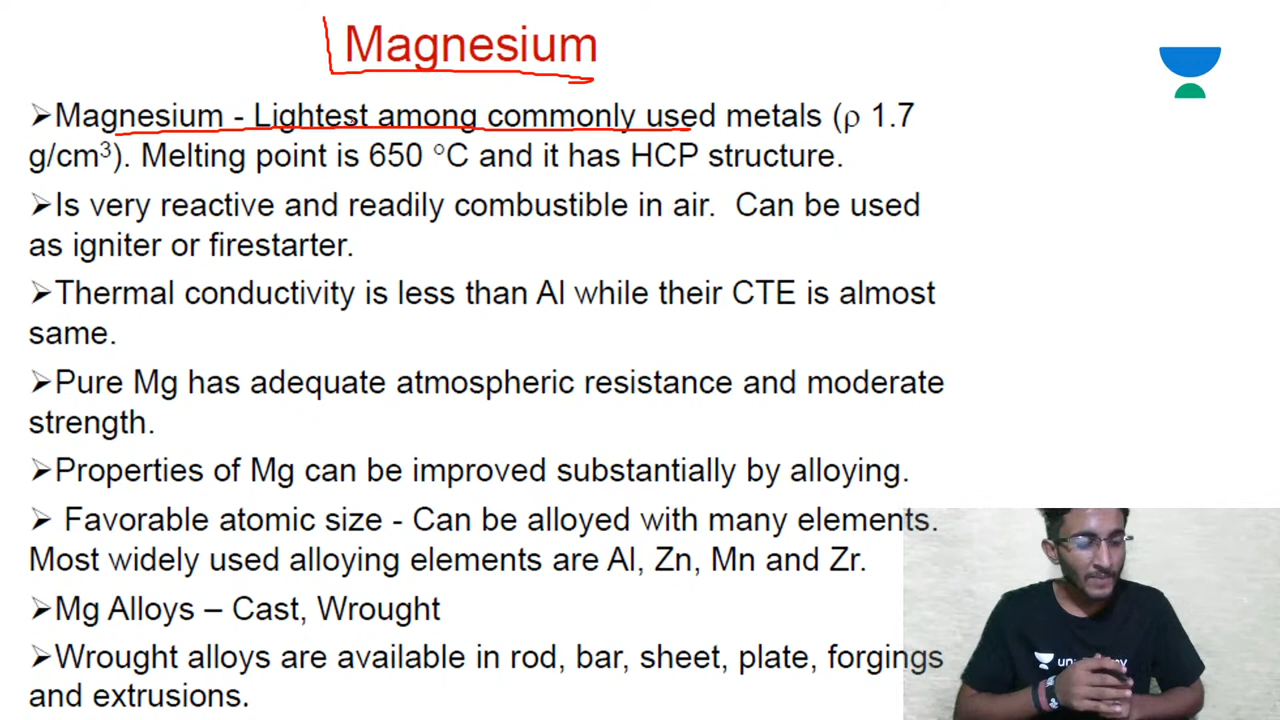 Magnesium
➢Magnesium - Lightest among commonly used metals (ρ 1.7
g/cm³). Melting point is 650 °C and it has HCP structure.
➢Is very reactive and readily combustible in air. Can be used
as igniter or firestarter.
➢Thermal conductivity is less than Al while their CTE is almost
same.
➢Pure Mg has adequate atmospheric resistance and moderate
strength.
➢Properties of Mg can be improved substantially by alloying.
➢ Favorable atomic size - Can be alloyed with many elements.
Most widely used alloying elements are Al, Zn, Mn and Zr.
➢Mg Alloys – Cast, Wrought
➢Wrought alloys are available in rod, bar, sheet, plate, forgings
and extrusions.